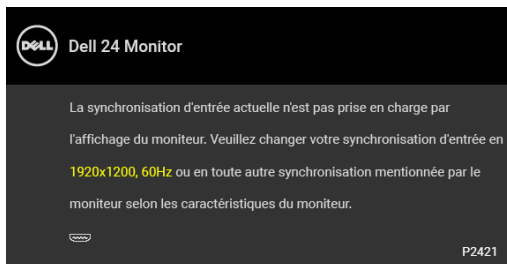 DELL
Dell 24 Monitor
La synchronisation d'entrée actuelle n'est pas prise en charge par
l'affichage du moniteur. Veuillez changer votre synchronisation d'entrée en
1920x1200, 60Hz ou en toute autre synchronisation mentionnée par le
moniteur selon les caractéristiques du moniteur.
P2421